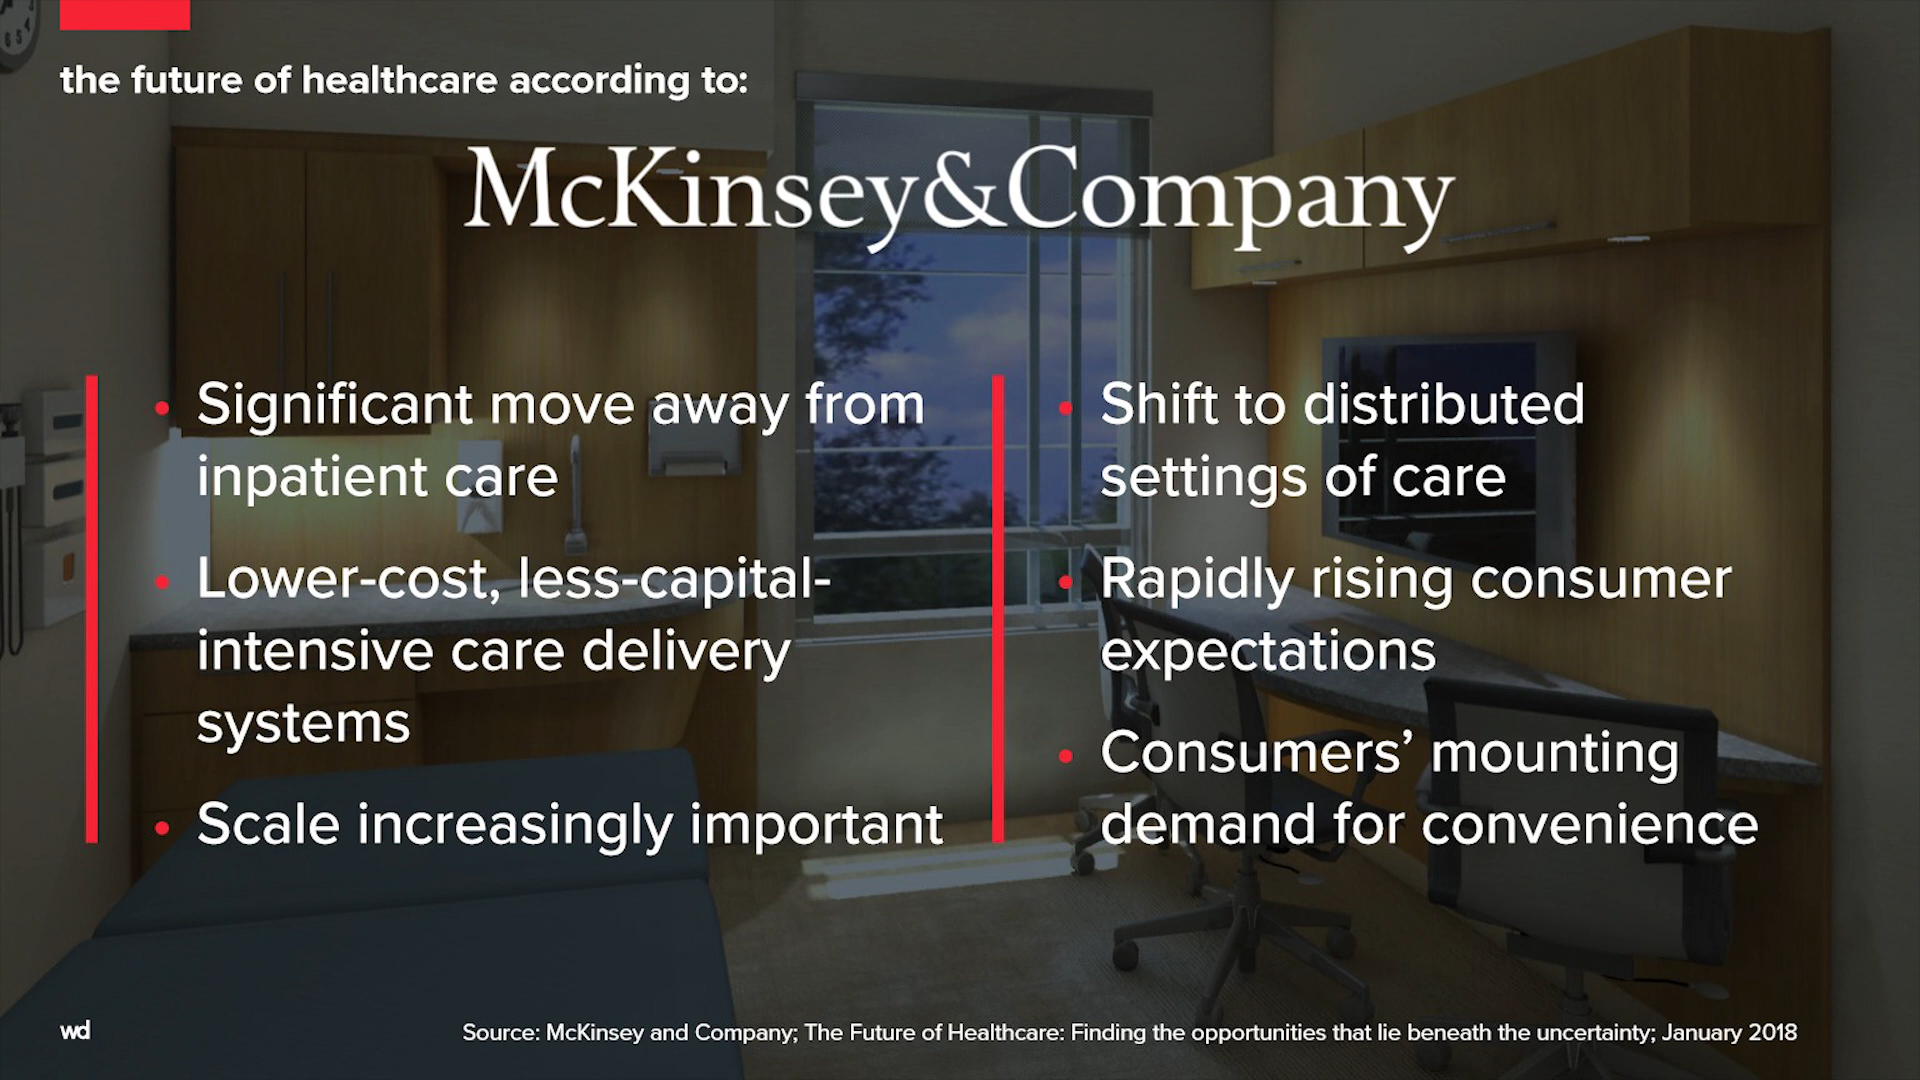 the future of healthcare according to:
McKinsey&Company
• Significant move away from
inpatient care
• Lower-cost, less-capital-
intensive care delivery
systems
• Scale increasingly important
• Shift to distributed
settings of care
• Rapidly rising consumer
expectations
• Consumers’ mounting
demand for convenience
wd
Source: McKinsey and Company; The Future of Healthcare: Finding the opportunities that lie beneath the uncertainty; January 2018